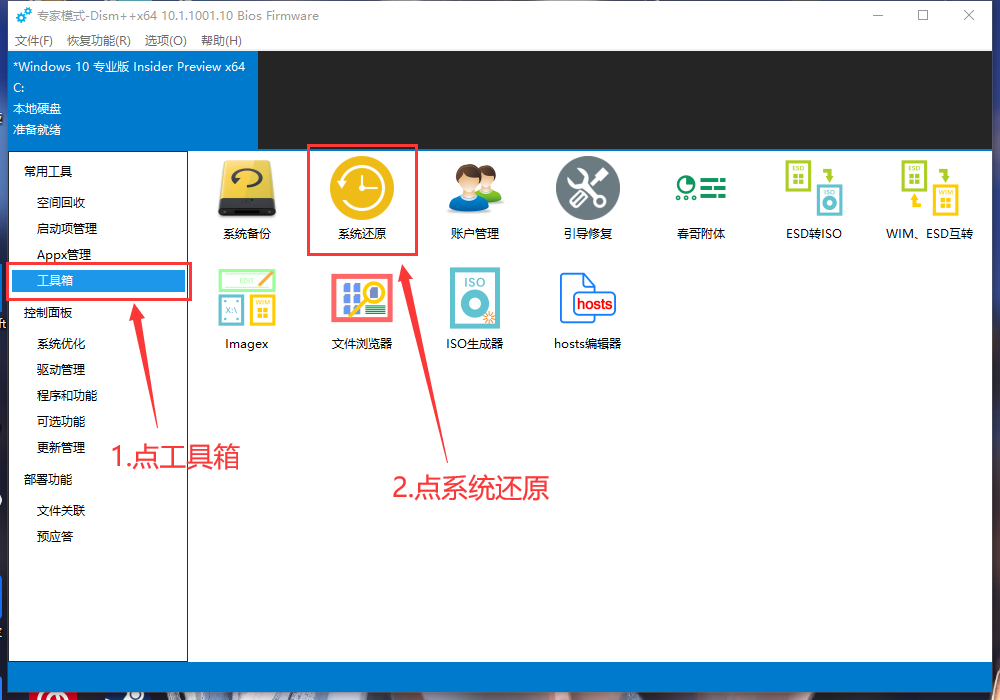 专家模式-Dism++x64 10.1.1001.10 Bios Firmware
文件(F) 恢复功能(R) 选项(O) 帮助(H)
*Windows 10 专业版 Insider Preview x64
C:
本地硬盘
准备就绪
常用工具
空间回收
启动项管理
Appx管理
工具箱
控制面板
系统优化
驱动管理
程序和功能
可选功能
更新管理
部署功能
文件关联
预应答
系统备份
系统还原
账户管理
引导修复
春哥附体
ESD
ISO
ESD转ISO
ESD
WIM
WIM、ESD互转
EDIT
X:\
WIM
Imagex
文件浏览器
ISO
ISO生成器
hosts
hosts编辑器
1.点工具箱
2.点系统还原